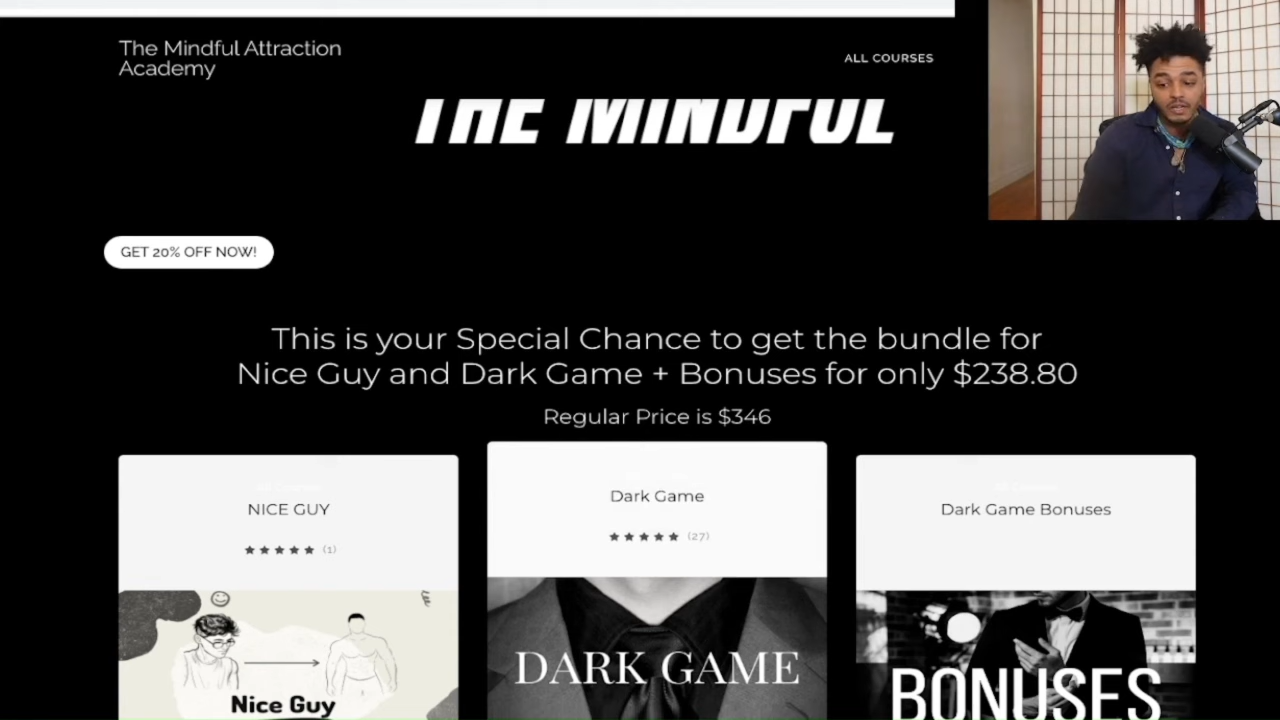 The Mindful Attraction
Academy
ALL COURSES
THE MINDFUL
GET 20% OFF NOW!
This is your Special Chance to get the bundle for
Nice Guy and Dark Game + Bonuses for only $238.80
Regular Price is $346
NICE GUY
(1)
Dark Game
(27)
Dark Game Bonuses
Nice Guy
DARK GAME
BONUSES